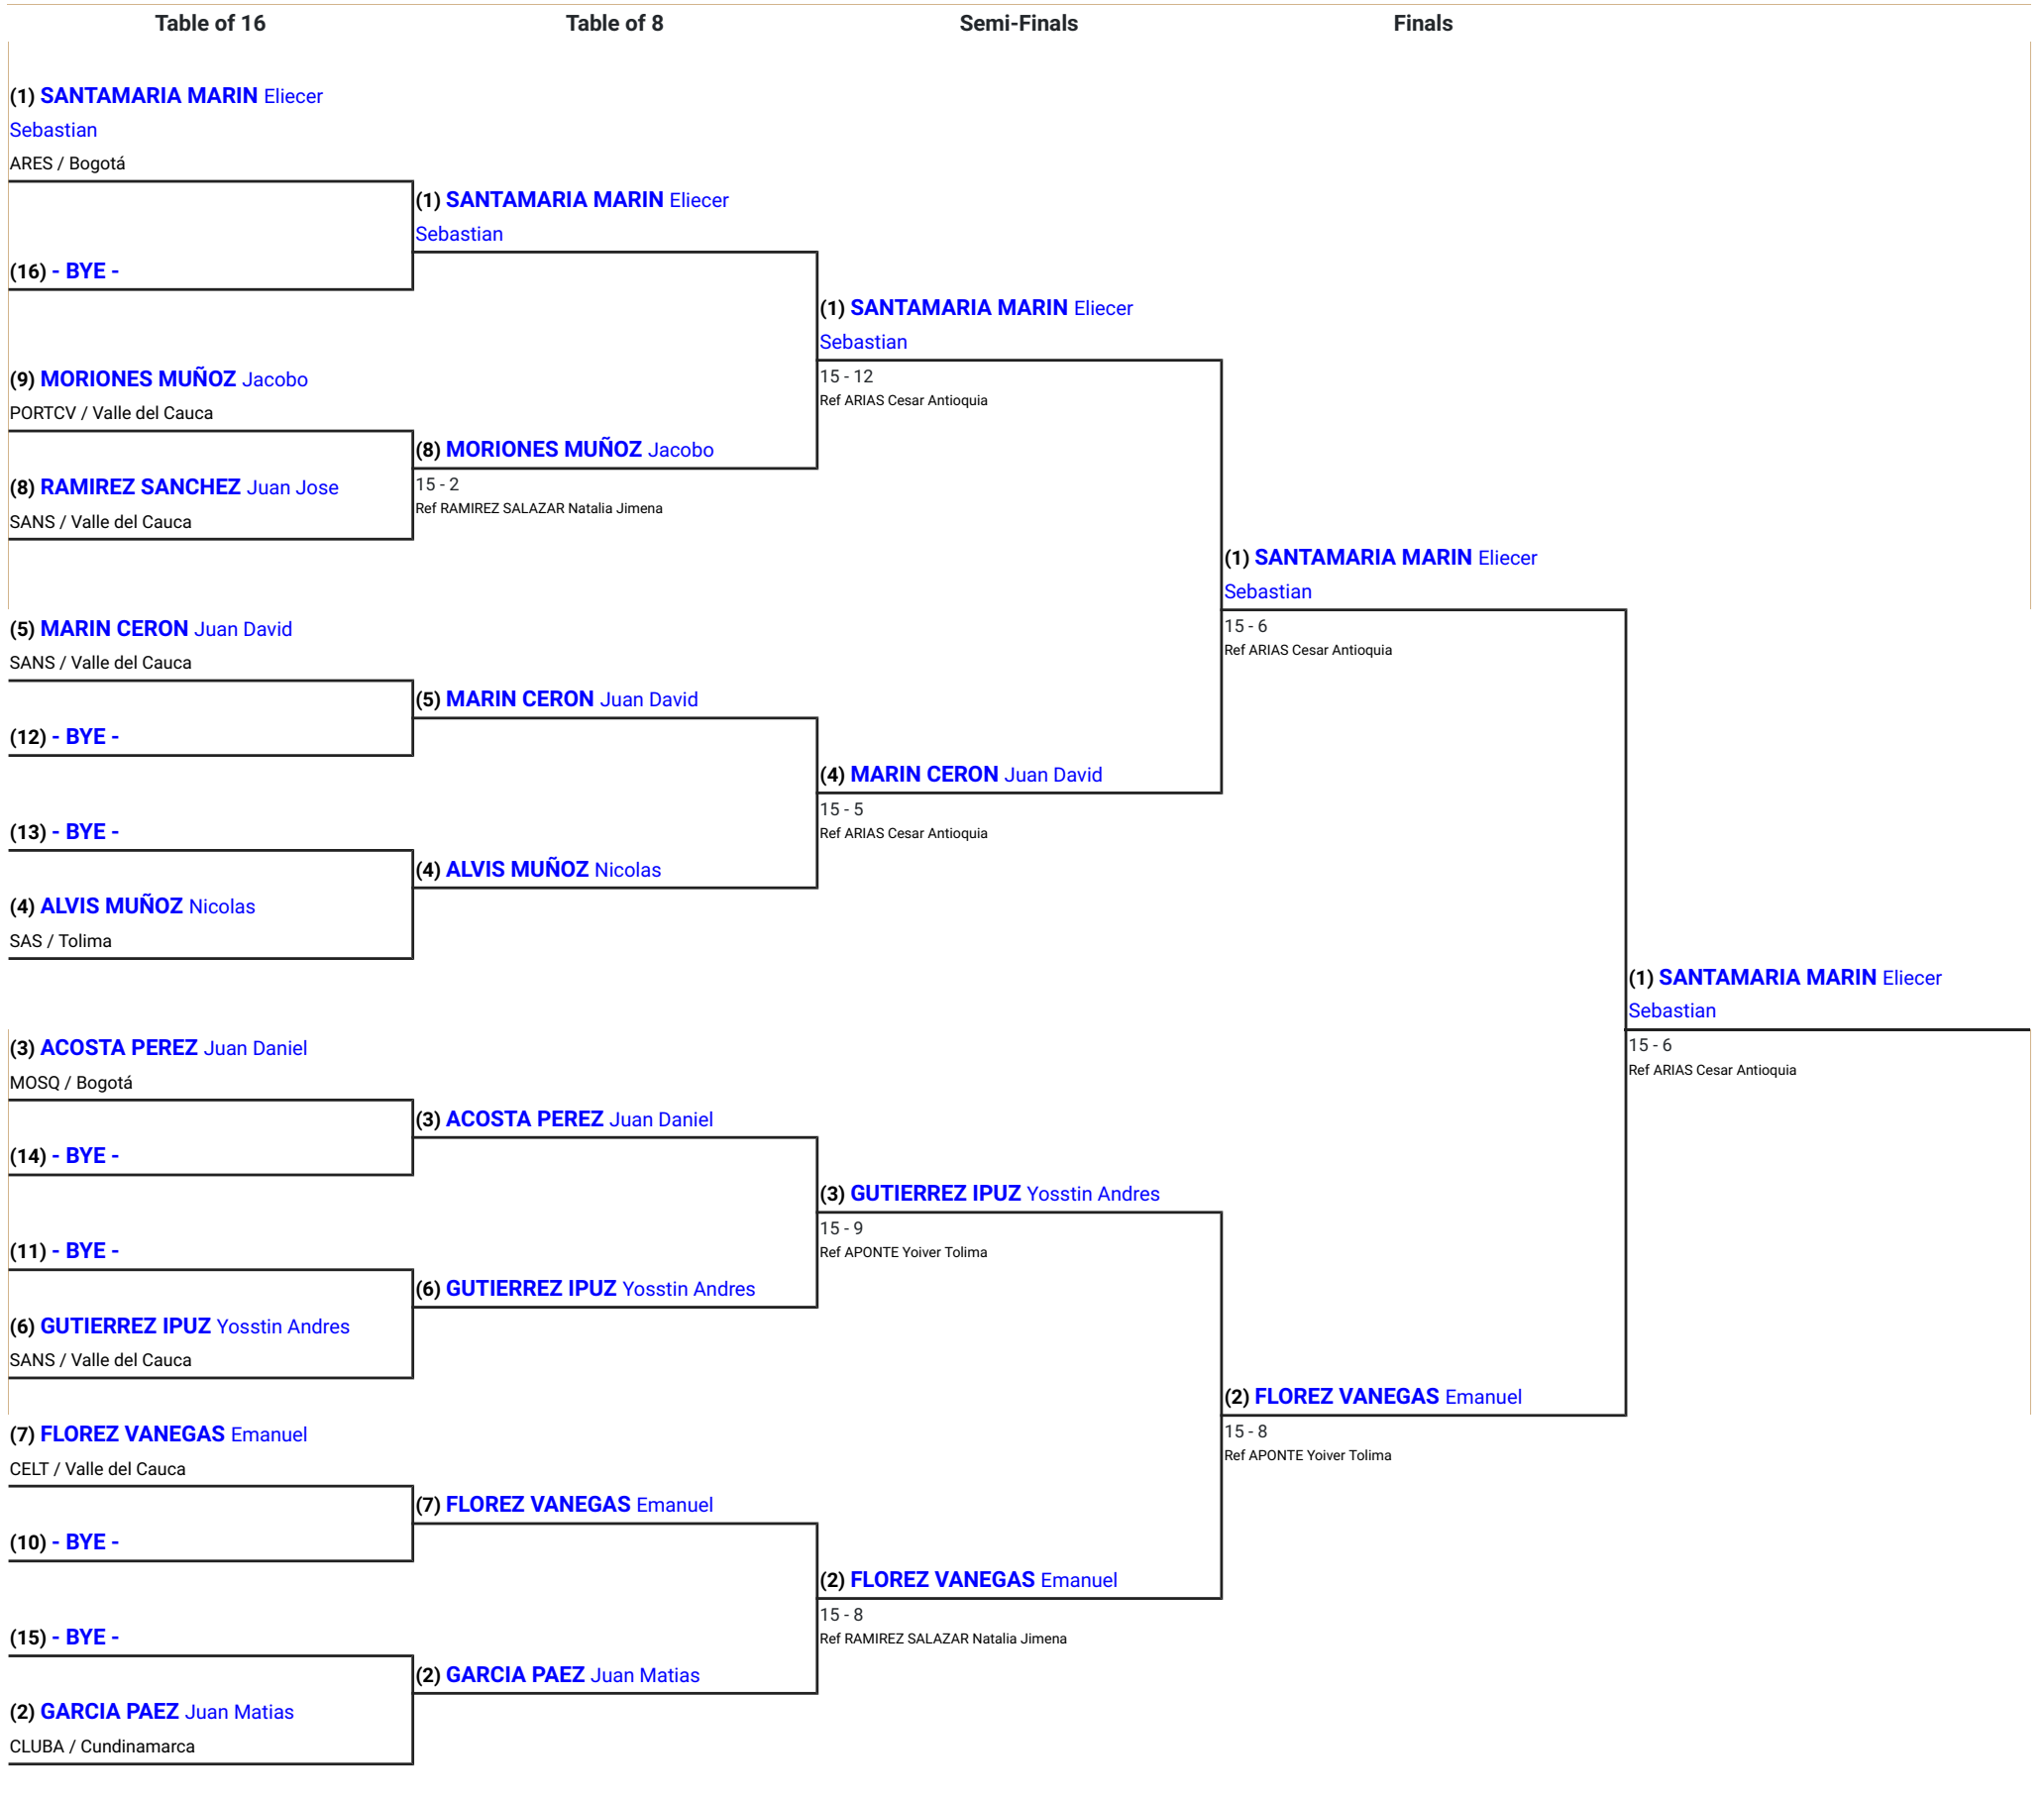 Table of 16
Table of 8
Semi-Finals
Finals
(1) SANTAMARIA MARIN Eliecer
Sebastian
ARES / Bogotá
(16) - BYE -
(9) MORIONES MUÑOZ Jacobo
PORTCV / Valle del Cauca
(8) RAMIREZ SANCHEZ Juan Jose
SANS / Valle del Cauca
(5) MARIN CERON Juan David
SANS / Valle del Cauca
(12) - BYE -
(13) - BYE -
(4) ALVIS MUÑOZ Nicolas
SAS / Tolima
(3) ACOSTA PEREZ Juan Daniel
MOSQ / Bogotá
(14) - BYE -
(11) - BYE -
(6) GUTIERREZ IPUZ Yosstin Andres
SANS / Valle del Cauca
(7) FLOREZ VANEGAS Emanuel
CELT / Valle del Cauca
(10) - BYE -
(15) - BYE -
(2) GARCIA PAEZ Juan Matias
CLUBA / Cundinamarca
(1) SANTAMARIA MARIN Eliecer
Sebastian
(8) MORIONES MUÑOZ Jacobo
15 - 2
Ref RAMIREZ SALAZAR Natalia Jimena
(5) MARIN CERON Juan David
(4) ALVIS MUÑOZ Nicolas
(3) ACOSTA PEREZ Juan Daniel
(6) GUTIERREZ IPUZ Yosstin Andres
(7) FLOREZ VANEGAS Emanuel
(2) GARCIA PAEZ Juan Matias
(1) SANTAMARIA MARIN Eliecer
Sebastian
15 - 12
Ref ARIAS Cesar Antioquia
(4) MARIN CERON Juan David
15 - 5
Ref ARIAS Cesar Antioquia
(3) GUTIERREZ IPUZ Yosstin Andres
15 - 9
Ref APONTE Yoiver Tolima
(2) FLOREZ VANEGAS Emanuel
15 - 8
Ref RAMIREZ SALAZAR Natalia Jimena
(1) SANTAMARIA MARIN Eliecer
Sebastian
15 - 6
Ref ARIAS Cesar Antioquia
(2) FLOREZ VANEGAS Emanuel
15 - 8
Ref APONTE Yoiver Tolima
(1) SANTAMARIA MARIN Eliecer
Sebastian
15 - 6
Ref ARIAS Cesar Antioquia